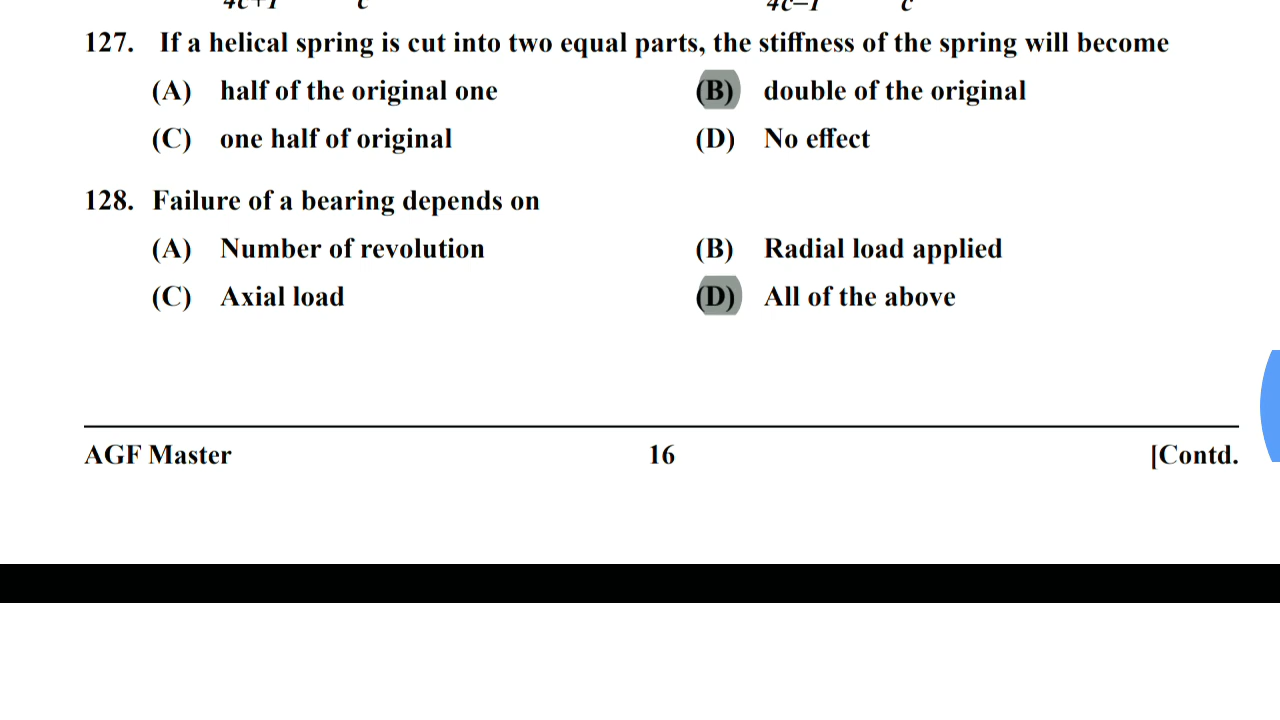 127. If a helical spring is cut into two equal parts, the stiffness of the spring will become
(A) half of the original one (B) double of the original
(C) one half of original (D) No effect
128. Failure of a bearing depends on
(A) Number of revolution (B) Radial load applied
(C) Axial load (D) All of the above
AGF Master 16 [Contd.